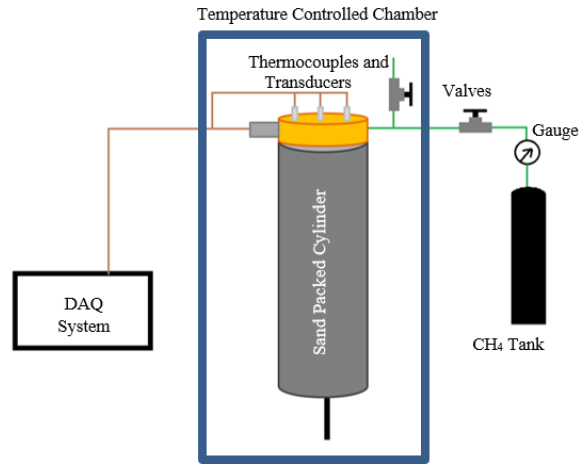 Temperature Controlled Chamber
Thermocouples and
Transducers
Valves
Gauge
Sand Packed Cylinder
DAQ
System
CH₄ Tank